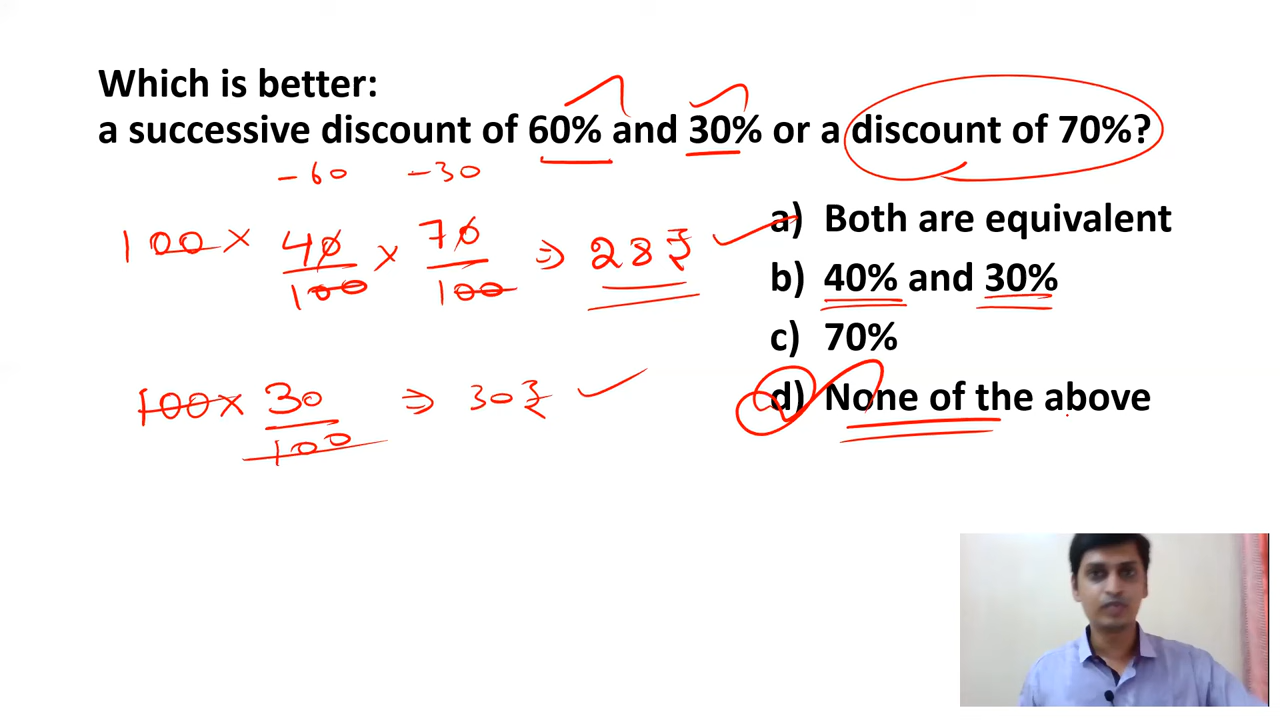 Which is better:
a successive discount of 60% and 30% or a discount of 70%?
-60 -30
100 × 40/100 × 70/100 ⇒ 28₹
a) Both are equivalent
b) 40% and 30%
c) 70%
100 × 30/100 ⇒ 30₹
d) None of the above